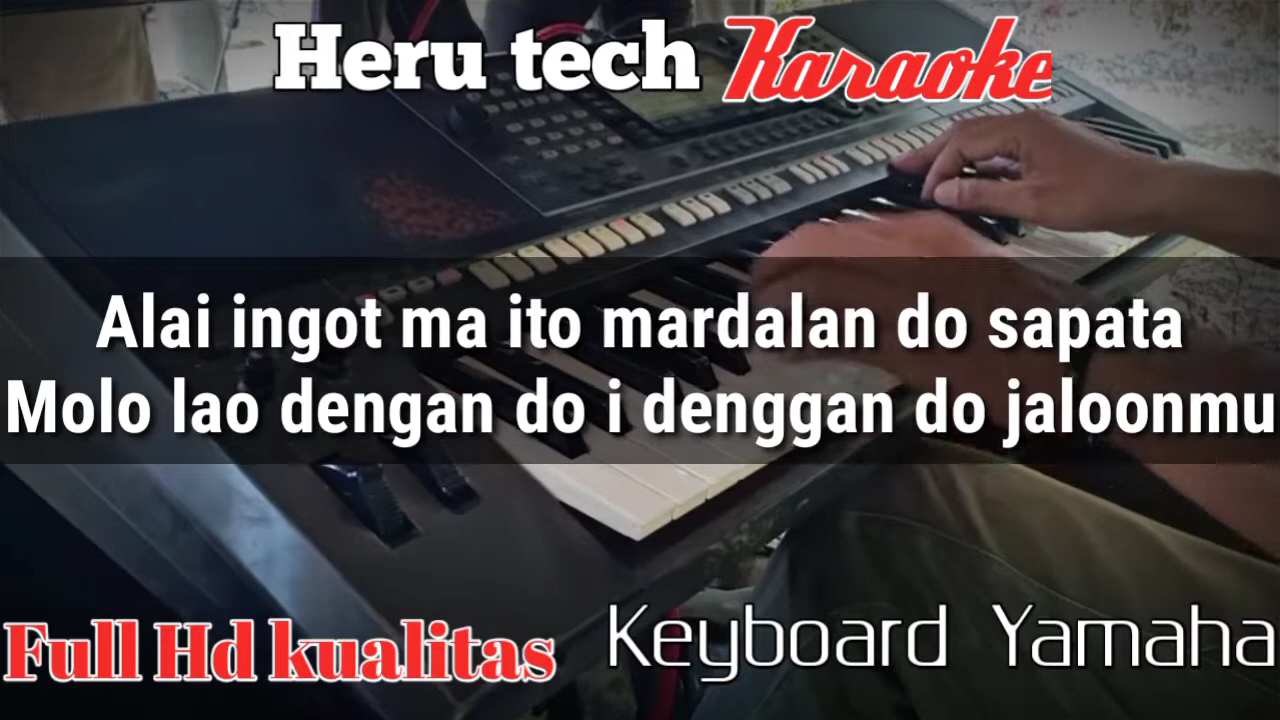 Heru tech Karaoke
Alai ingot ma ito mardalan do sapata
Molo lao dengan do i denggan do jaloonmu
Full Hd kualitas
Keyboard Yamaha